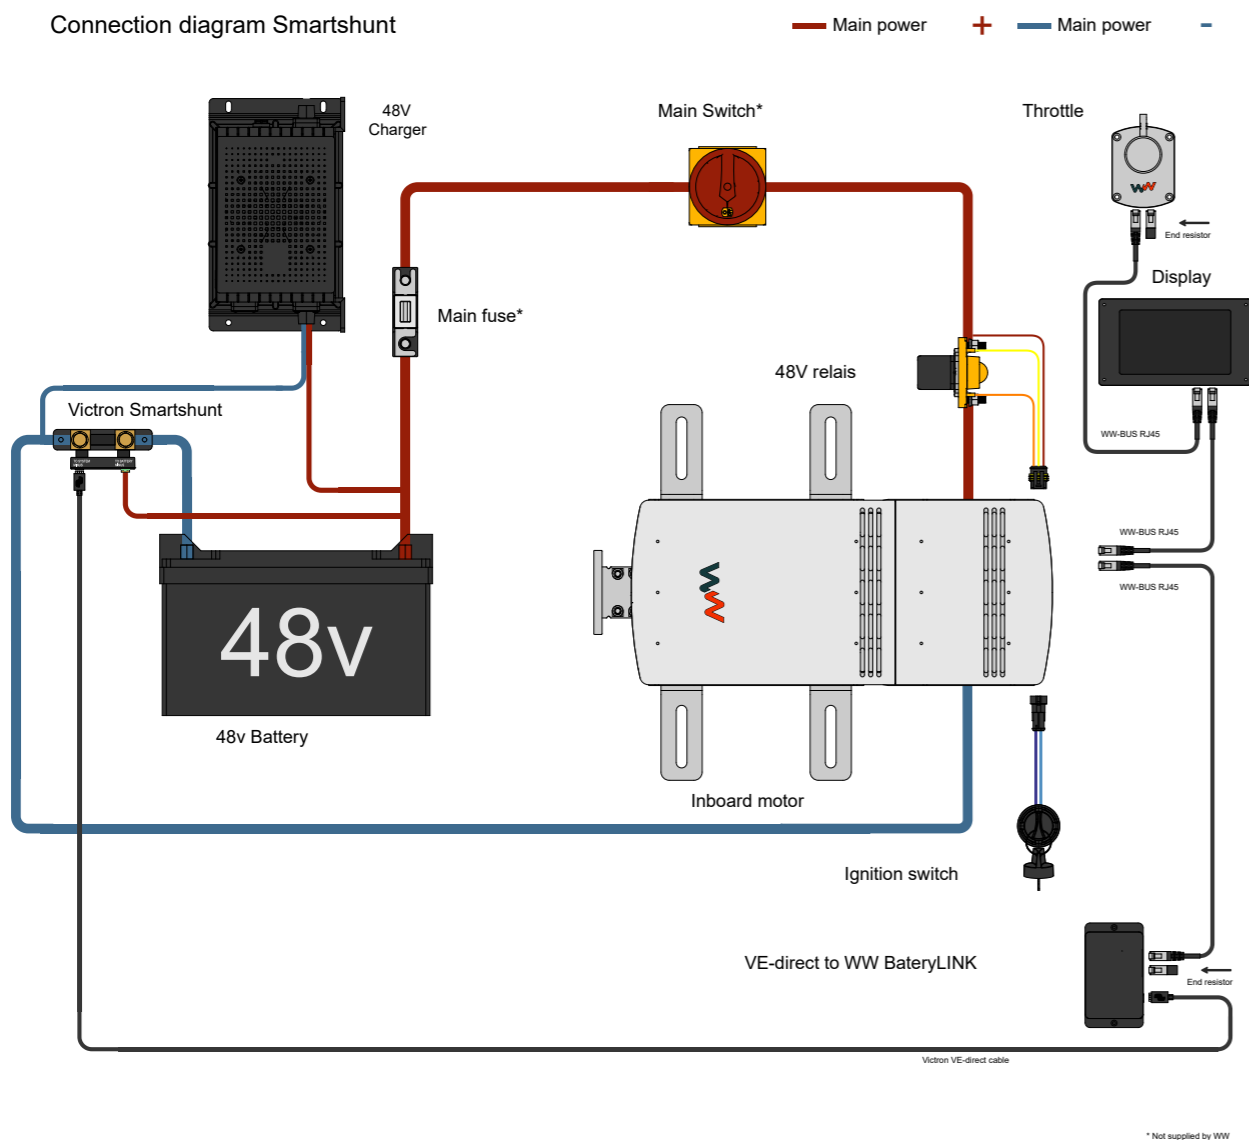 Connection diagram Smartshunt
Main power +
Main power -
48V
Charger
Main Switch*
Throttle
End resistor
Display
Main fuse*
48V relais
Victron Smartshunt
WW-BUS RJ45
WW-BUS RJ45
WW-BUS RJ45
WW
WW
48v
48v Battery
Inboard motor
Ignition switch
VE-direct to WW BateryLINK
End resistor
Victron VE-direct cable
* Not supplied by WW